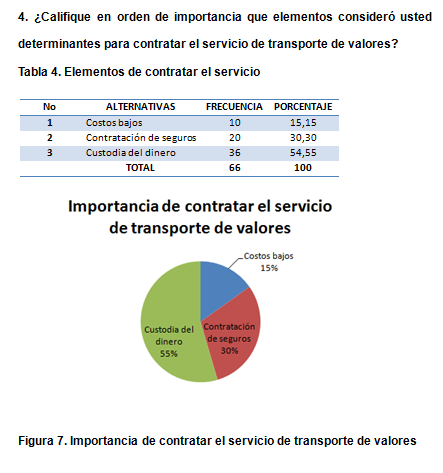 4. ¿Califique en orden de importancia que elementos consideró usted
determinantes para contratar el servicio de transporte de valores?
Tabla 4. Elementos de contratar el servicio
No ALTERNATIVAS FRECUENCIA PORCENTAJE
1 Costos bajos 10 15,15
2 Contratación de seguros 20 30,30
3 Custodia del dinero 36 54,55
TOTAL 66 100
Importancia de contratar el servicio
de transporte de valores
Costos bajos
15%
Contratación
de seguros
30%
Custodia del
dinero
55%
Figura 7. Importancia de contratar el servicio de transporte de valores